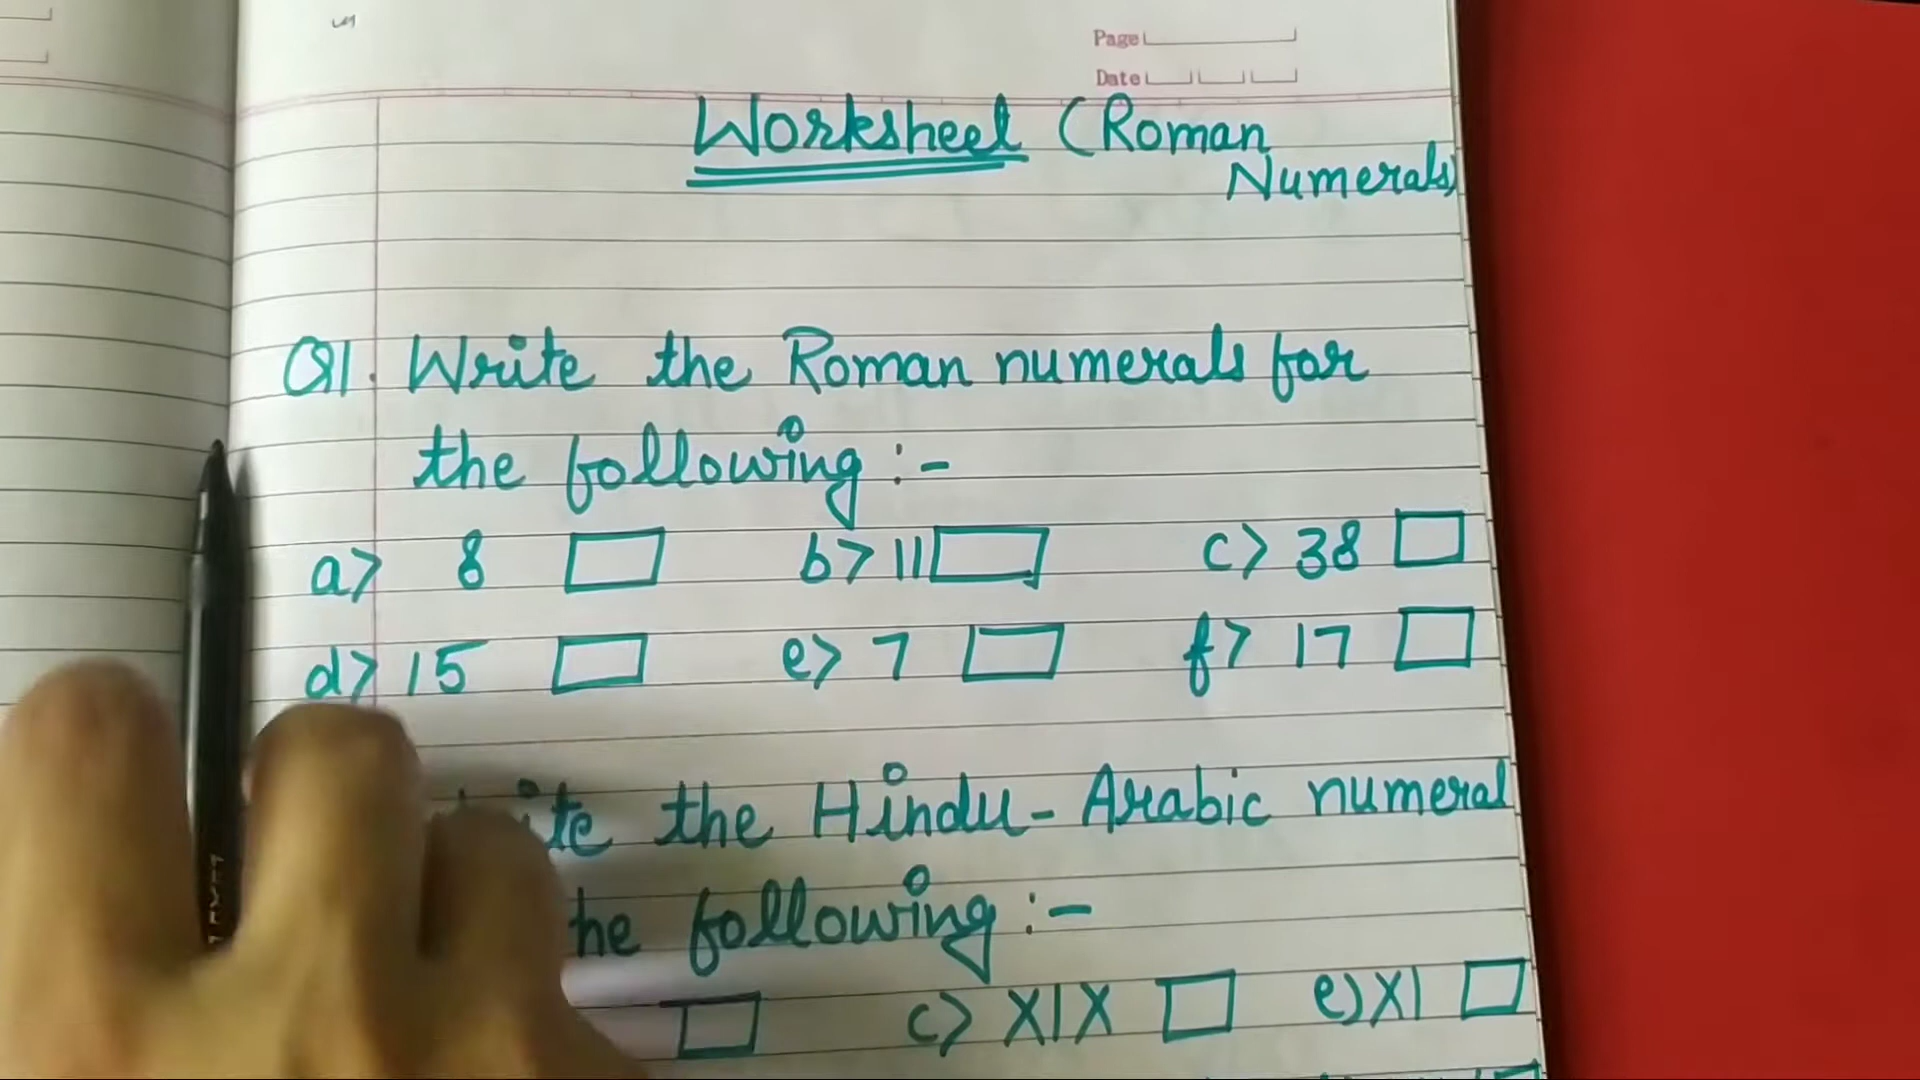 Page
Date
Worksheet (Roman
Numerals)
Q1. Write the Roman numerals for
the following :-
a> 8 b> 11 c> 38
d> 15 e> 7 f> 17
the Hindu-Arabic numeral
following :-
c> XIX e) XI